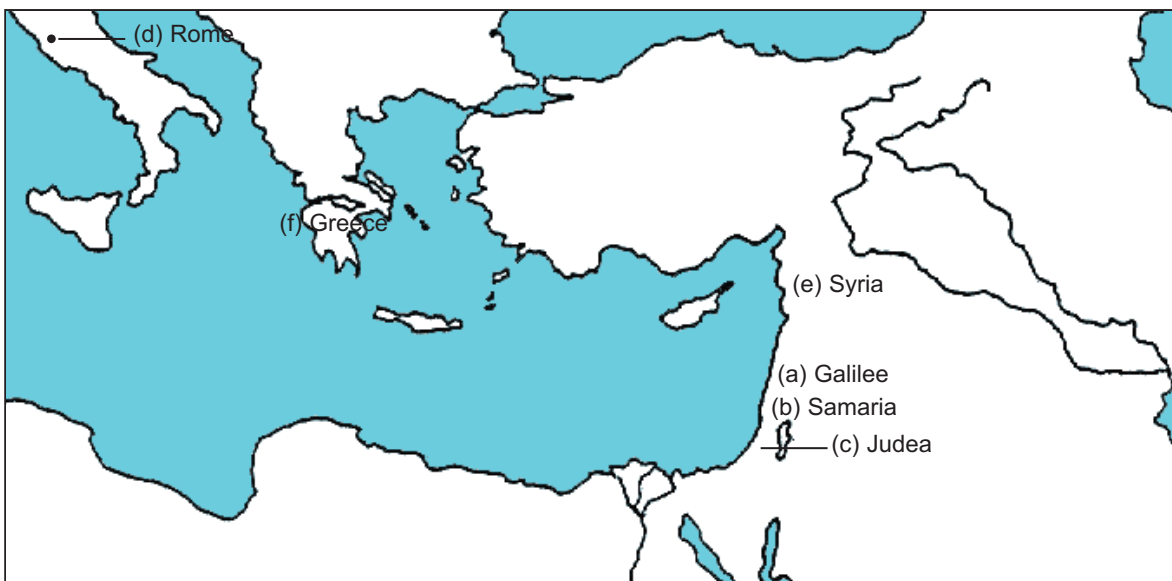 (d) Rome
(f) Greece
(e) Syria
(a) Galilee
(b) Samaria
(c) Judea